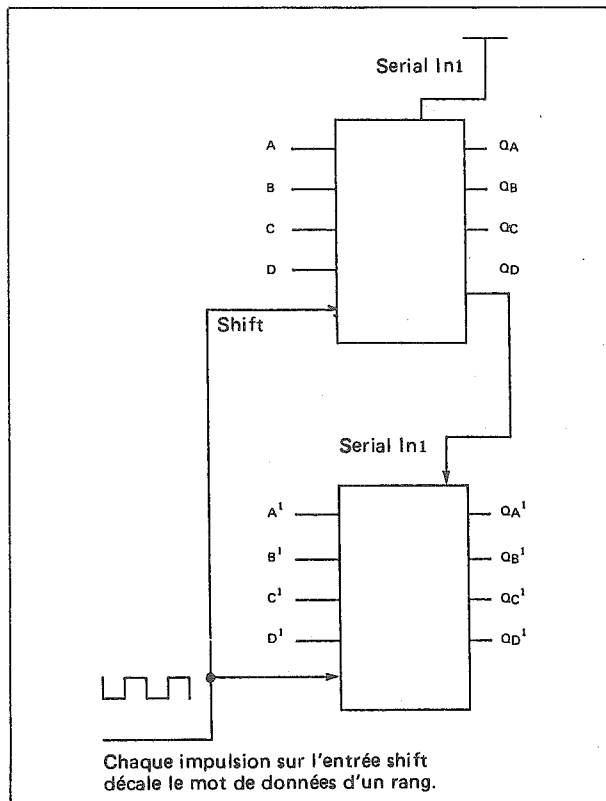 Serial In1
A QA
B QB
C QC
D QD
Shift
Serial In1
A¹ QA¹
B¹ QB¹
C¹ QC¹
D¹ QD¹
Chaque impulsion sur l'entrée shift
décale le mot de données d'un rang.